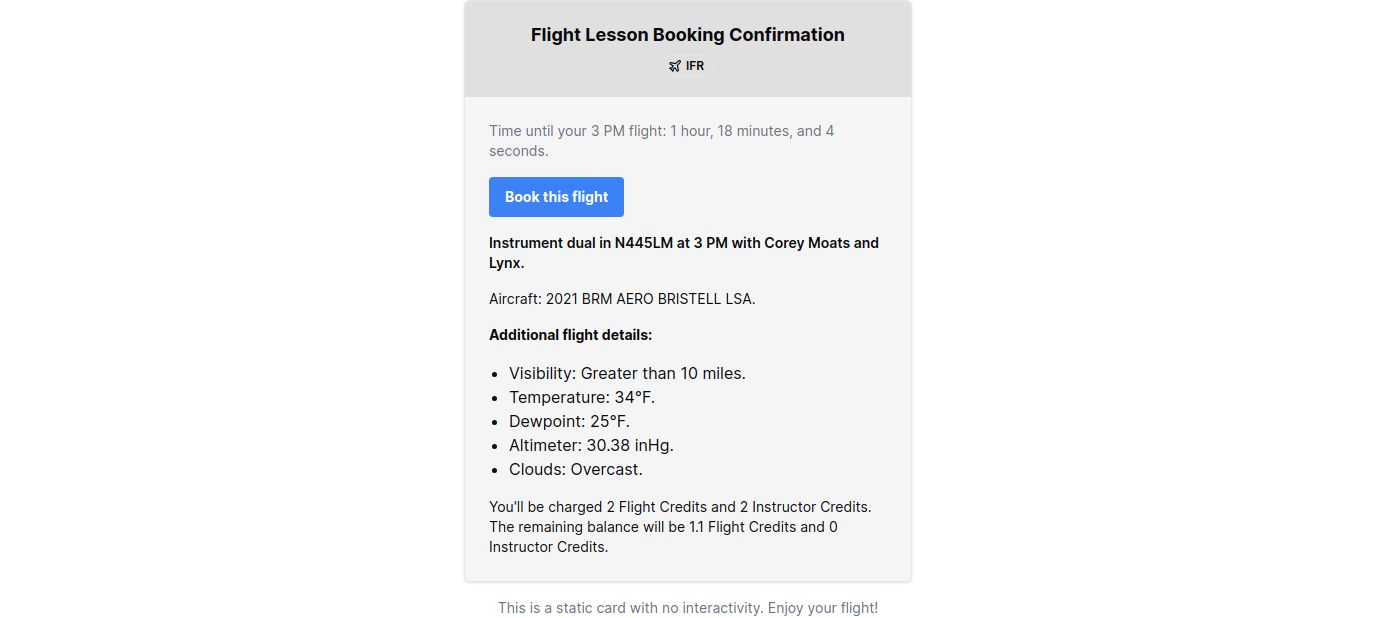 Flight Lesson Booking Confirmation
IFR
Time until your 3 PM flight: 1 hour, 18 minutes, and 4
seconds.
Book this flight
Instrument dual in N445LM at 3 PM with Corey Moats and
Lynx.
Aircraft: 2021 BRM AERO BRISTELL LSA.
Additional flight details:
• Visibility: Greater than 10 miles.
• Temperature: 34°F.
• Dewpoint: 25°F.
• Altimeter: 30.38 inHg.
• Clouds: Overcast.
You'll be charged 2 Flight Credits and 2 Instructor Credits.
The remaining balance will be 1.1 Flight Credits and 0
Instructor Credits.
This is a static card with no interactivity. Enjoy your flight!